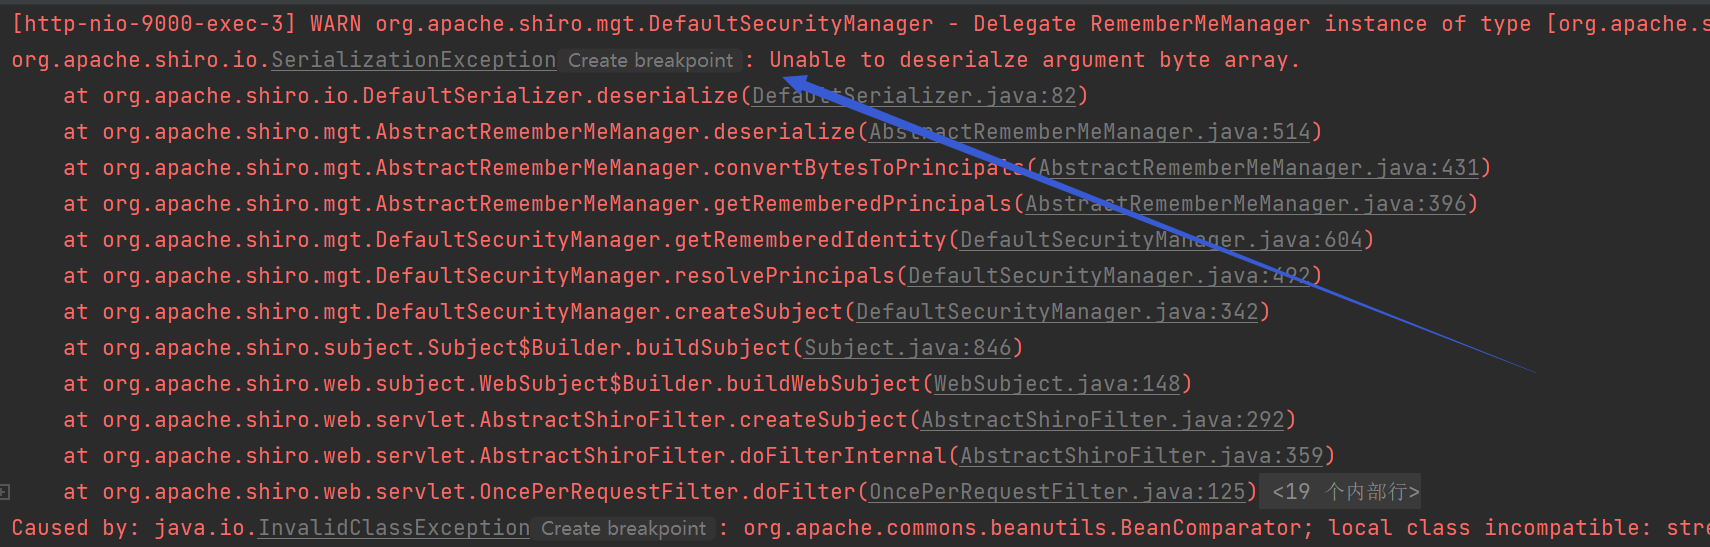 [http-nio-9000-exec-3] WARN org.apache.shiro.mgt.DefaultSecurityManager - Delegate RememberMeManager instance of type [org.apache.s
org.apache.shiro.io.SerializationException Create breakpoint : Unable to deserialze argument byte array.
at org.apache.shiro.io.DefaultSerializer.deserialize(DefaultSerializer.java:82)
at org.apache.shiro.mgt.AbstractRememberMeManager.deserialize(AbstractRememberMeManager.java:514)
at org.apache.shiro.mgt.AbstractRememberMeManager.convertBytesToPrincipals(AbstractRememberMeManager.java:431)
at org.apache.shiro.mgt.AbstractRememberMeManager.getRememberedPrincipals(AbstractRememberMeManager.java:396)
at org.apache.shiro.mgt.DefaultSecurityManager.getRememberedIdentity(DefaultSecurityManager.java:604)
at org.apache.shiro.mgt.DefaultSecurityManager.resolvePrincipals(DefaultSecurityManager.java:492)
at org.apache.shiro.mgt.DefaultSecurityManager.createSubject(DefaultSecurityManager.java:342)
at org.apache.shiro.subject.Subject$Builder.buildSubject(Subject.java:846)
at org.apache.shiro.web.subject.WebSubject$Builder.buildWebSubject(WebSubject.java:148)
at org.apache.shiro.web.servlet.AbstractShiroFilter.createSubject(AbstractShiroFilter.java:292)
at org.apache.shiro.web.servlet.AbstractShiroFilter.doFilterInternal(AbstractShiroFilter.java:359)
at org.apache.shiro.web.servlet.OncePerRequestFilter.doFilter(OncePerRequestFilter.java:125) <19 个内部行>
Caused by: java.io.InvalidClassException Create breakpoint : org.apache.commons.beanutils.BeanComparator; local class incompatible: stre